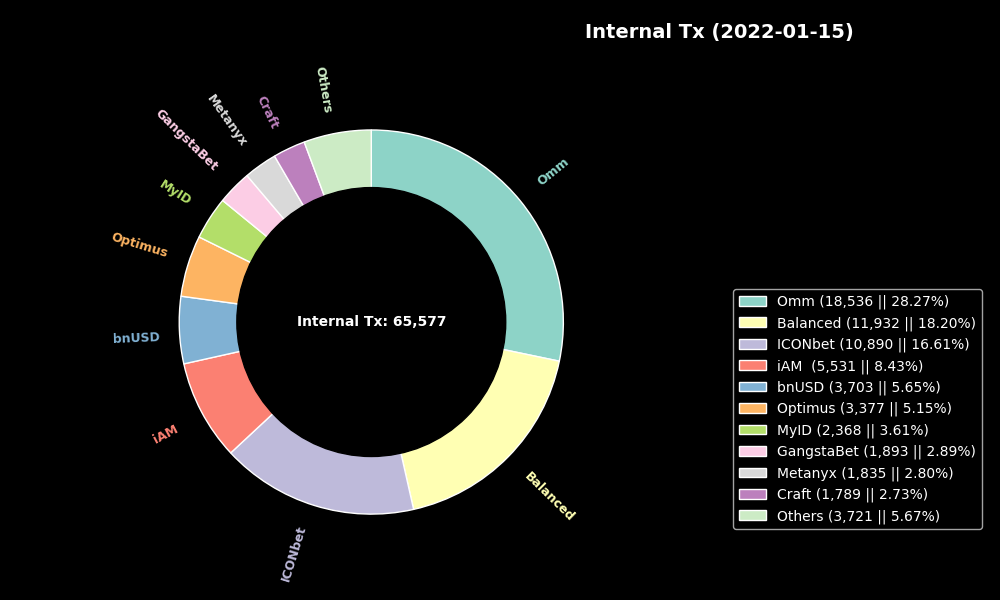 Internal Tx (2022-01-15)
Others
Craft
Metanyx
GangstaBet
MyID
Optimus
bnUSD
iAM
ICONbet
Balanced
Omm
Internal Tx: 65,577
Omm (18,536 || 28.27%)
Balanced (11,932 || 18.20%)
ICONbet (10,890 || 16.61%)
iAM  (5,531 || 8.43%)
bnUSD (3,703 || 5.65%)
Optimus (3,377 || 5.15%)
MyID (2,368 || 3.61%)
GangstaBet (1,893 || 2.89%)
Metanyx (1,835 || 2.80%)
Craft (1,789 || 2.73%)
Others (3,721 || 5.67%)